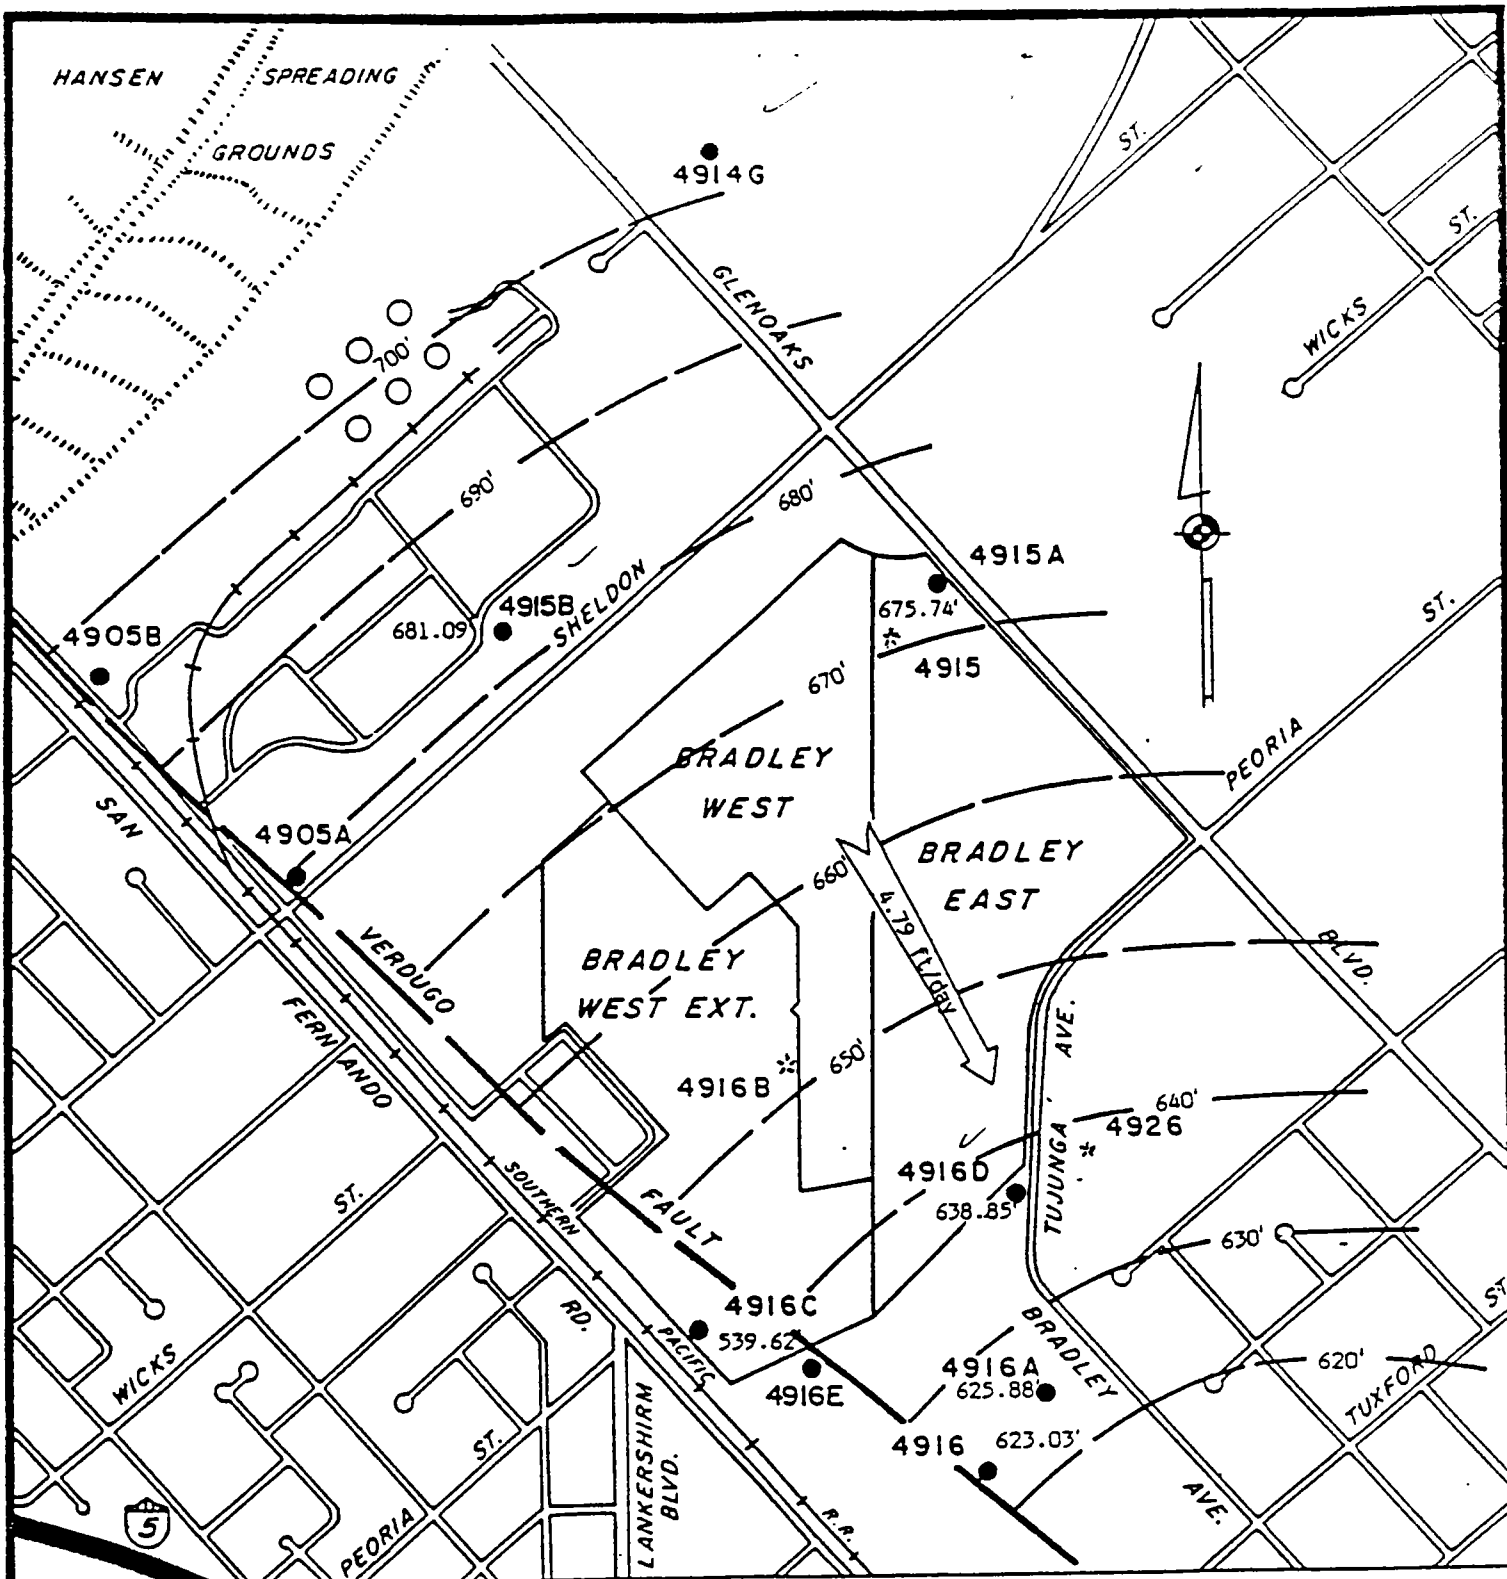 HANSEN SPREADING
GROUNDS
4914G
ST.
ST.
WICKS
GLENOAKS
700'
690'
680'
4915A
675.74'
4915
4915B
681.09
SHELDON
4905B
670'
ST.
PEORIA
BRADLEY
WEST
SAN
4905A
660'
BRADLEY
EAST
4.79 ft/day
VERDUGO
BRADLEY
WEST EXT.
BLVD.
FERNANDO
650'
AVE.
TUJUNGA
4916B
640'
4926
4916D
638.85'
SOUTHERN
ST.
FAULT
630'
RD.
4916C
539.62'
PACIFIC
4916E
BRADLEY
4916A
625.88'
620'
ST.
TUXFORD
WICKS
ST.
LANKERSHIRM
BLVD.
4916
623.03'
AVE.
R.R.
5
PEORIA